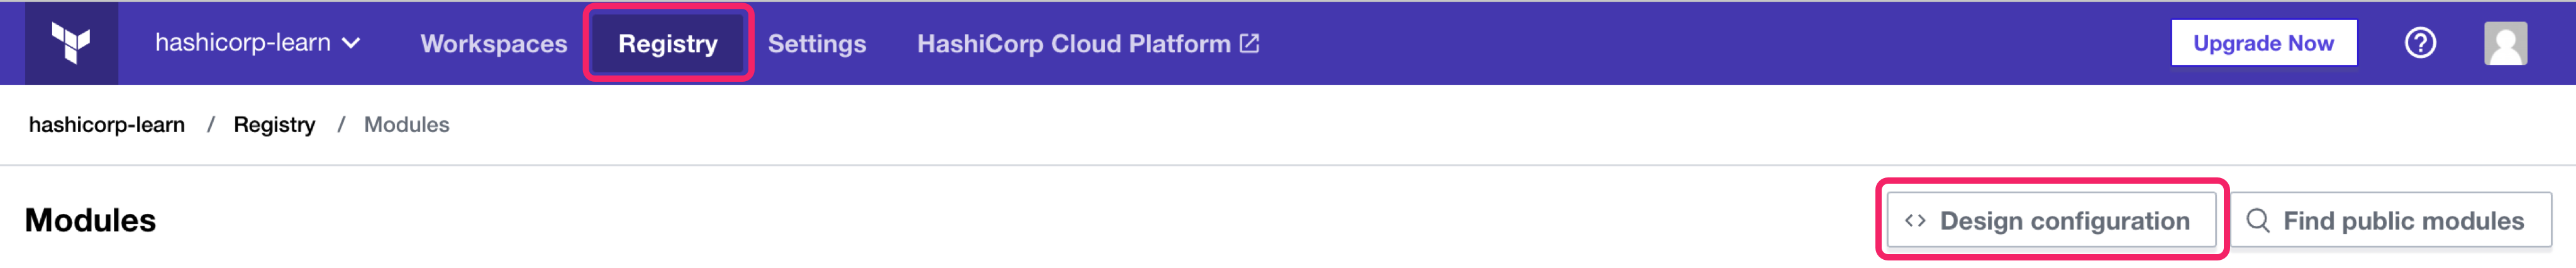 hashicorp-learn Workspaces Registry Settings HashiCorp Cloud Platform Upgrade Now
hashicorp-learn / Registry / Modules
Modules <> Design configuration Find public modules